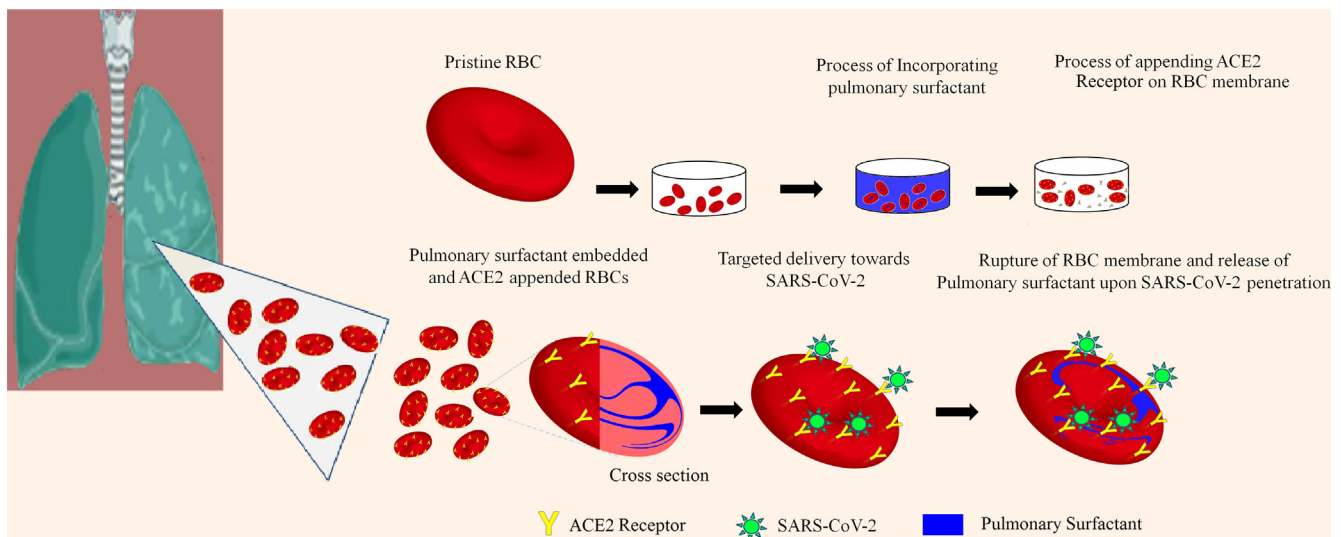 Pristine RBC
Process of Incorporating
pulmonary surfactant
Process of appending ACE2
Receptor on RBC membrane
Pulmonary surfactant embedded
and ACE2 appended RBCs
Targeted delivery towards
SARS-CoV-2
Rupture of RBC membrane and release of
Pulmonary surfactant upon SARS-CoV-2 penetration
Cross section
ACE2 Receptor
SARS-CoV-2
Pulmonary Surfactant